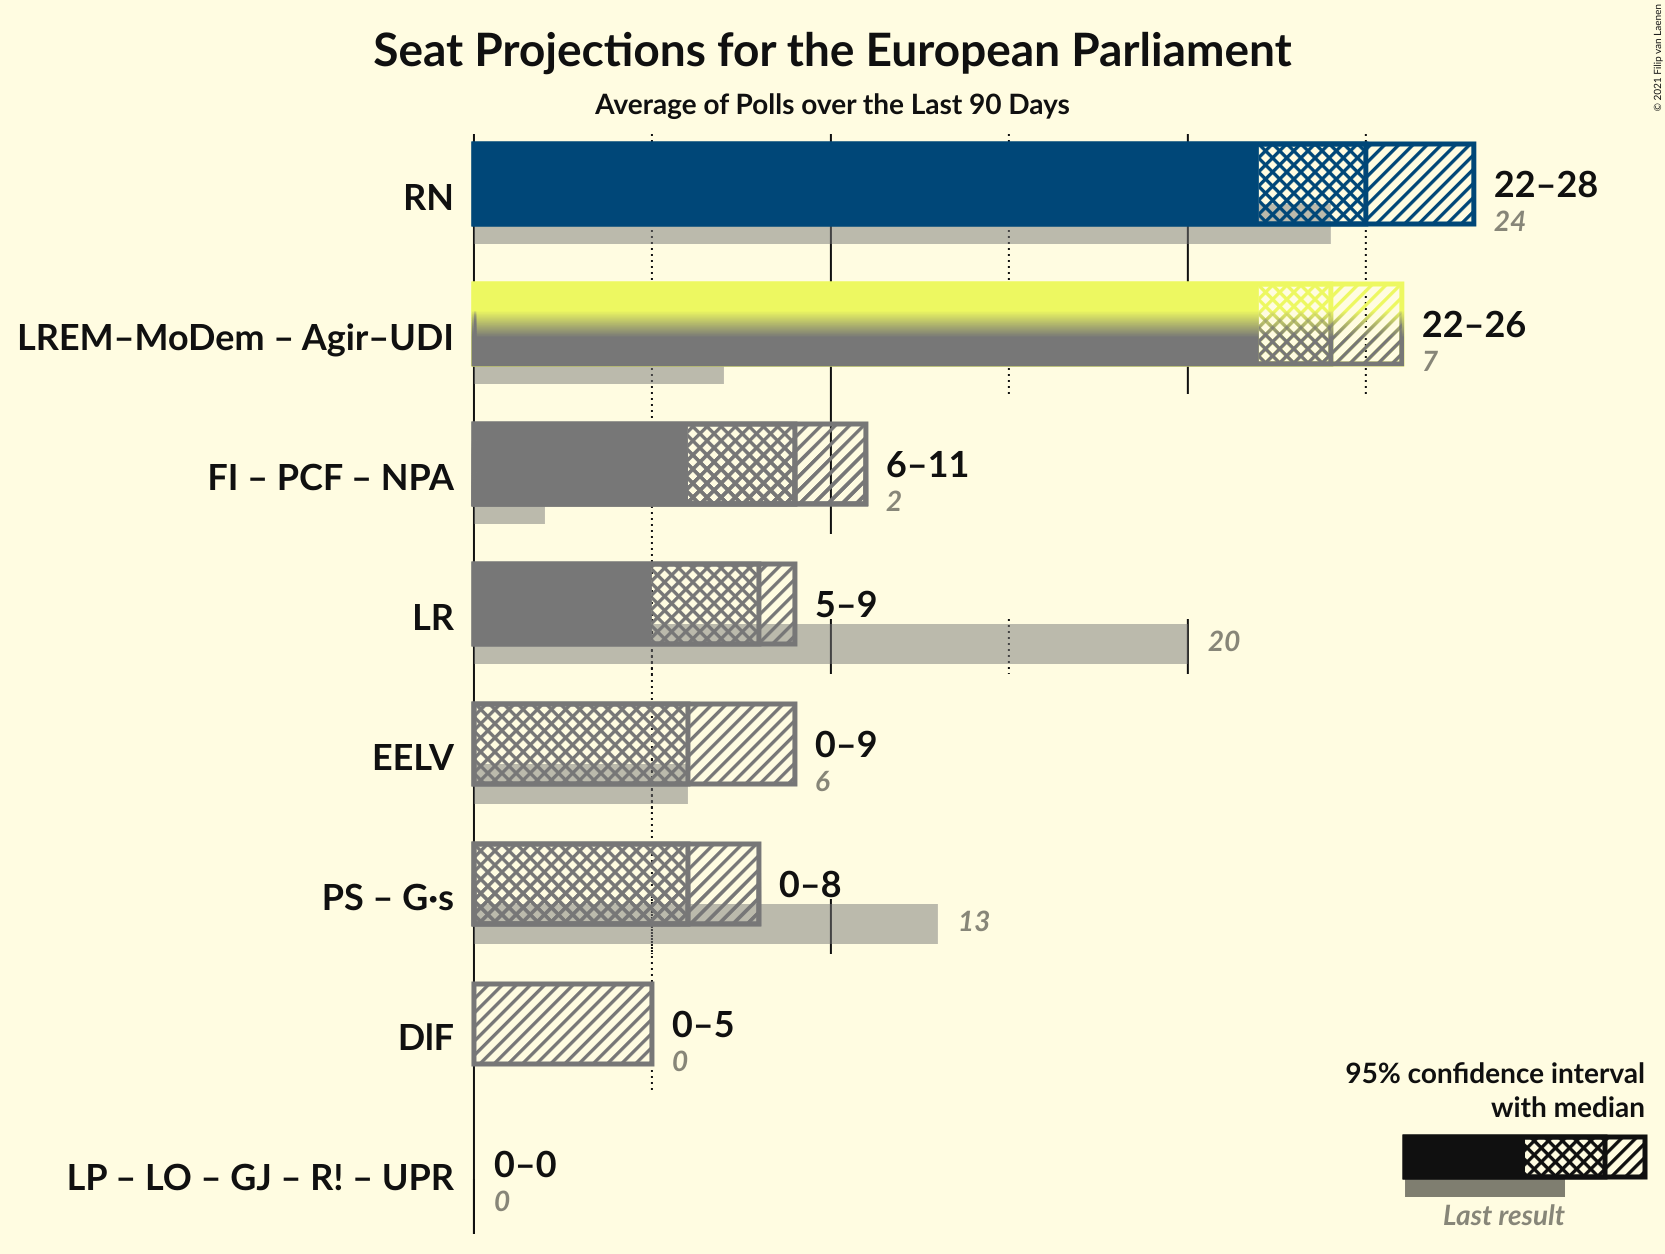 Seat Projections for the European Parliament
Average of Polls over the Last 90 Days
© 2021 Filip van Laenen
RN
22–28
24
LREM–MoDem – Agir–UDI
22–26
7
FI – PCF – NPA
6–11
2
LR
5–9
20
EELV
0–9
6
PS – G·s
0–8
13
DlF
0–5
0
LP – LO – GJ – R! – UPR
0–0
0
95% confidence interval
with median
Last result